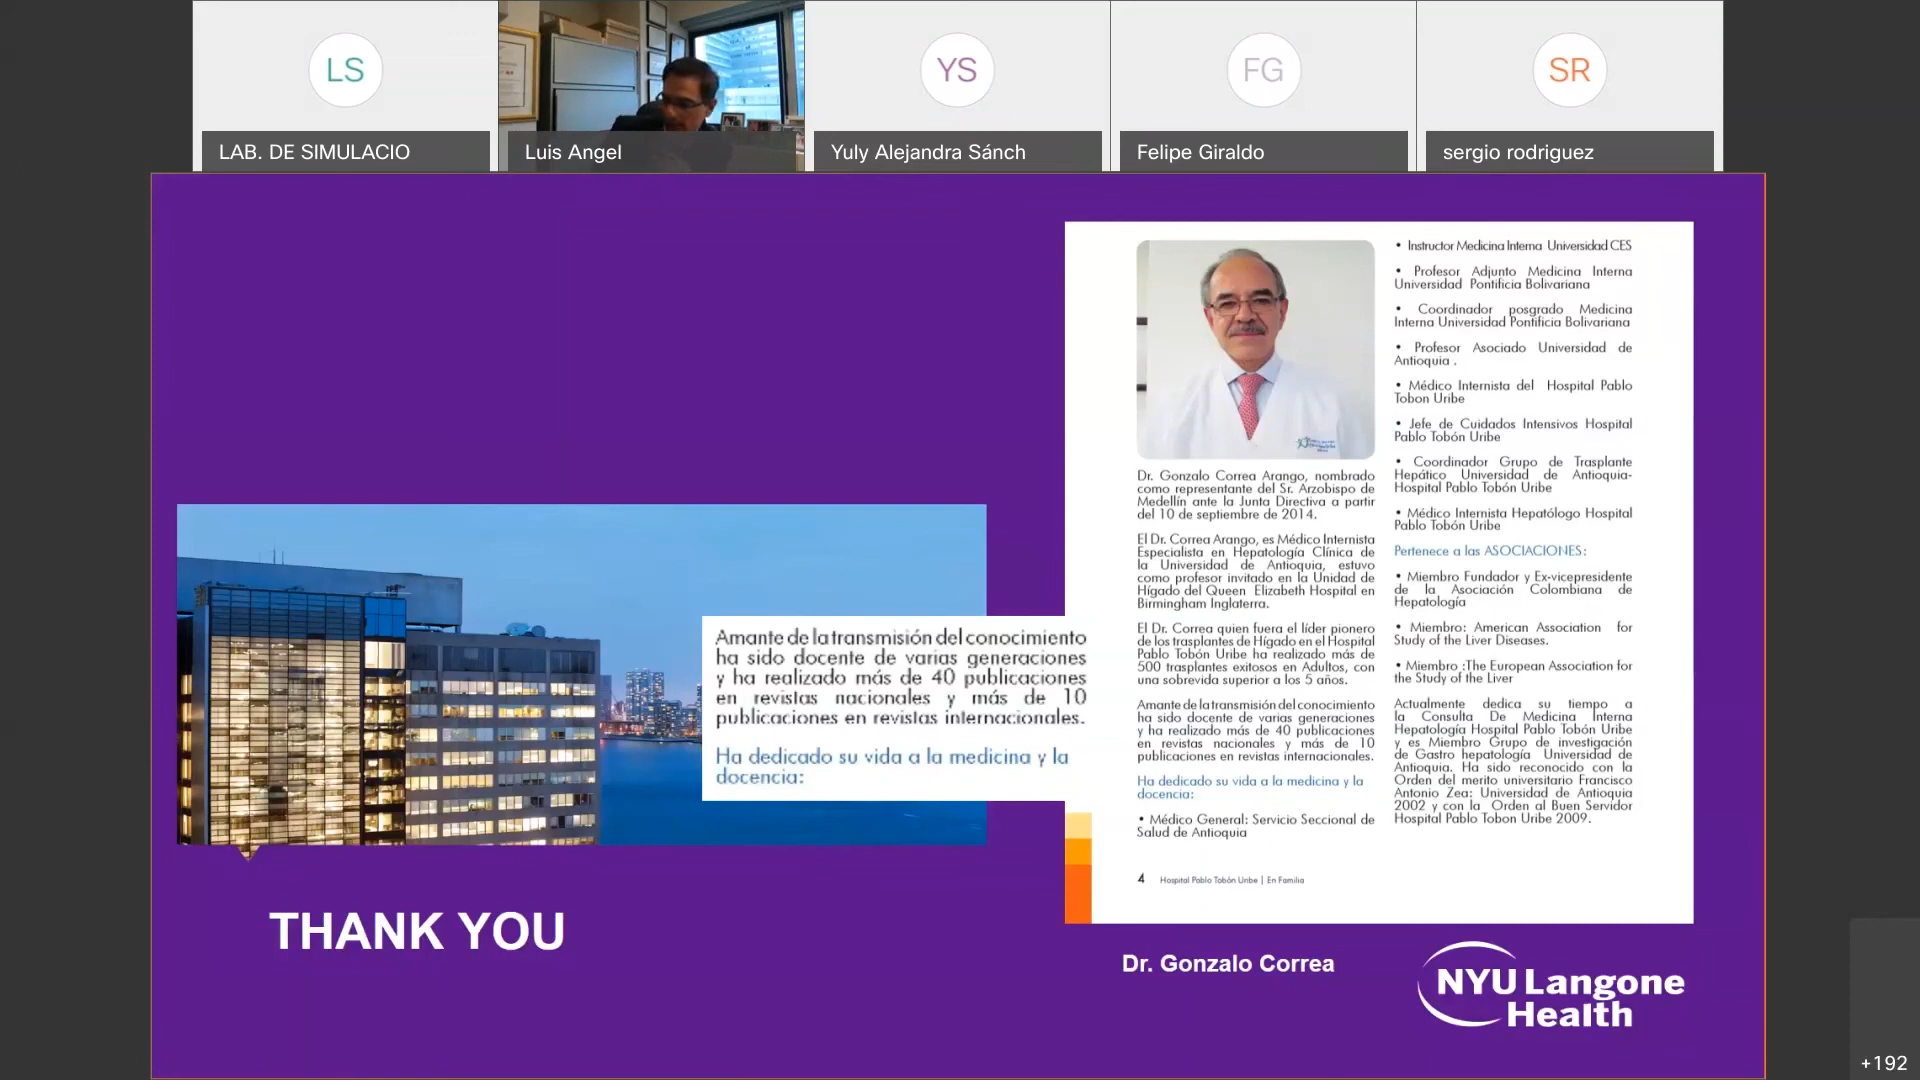 LS
LAB. DE SIMULACIO
Luis Angel
YS
Yuly Alejandra Sánch
FG
Felipe Giraldo
SR
sergio rodriguez
Amante de la transmisión del conocimiento
ha sido docente de varias generaciones
y ha realizado más de 40 publicaciones
en revistas nacionales y más de 10
publicaciones en revistas internacionales.
Ha dedicado su vida a la medicina y la
docencia:
THANK YOU
Dr. Gonzalo Correa Arango, nombrado
como representante del Sr. Arzobispo de
Medellín ante la Junta Directiva a partir
del 10 de septiembre de 2014.
El Dr. Correa Arango, es Médico Internista
Especialista en Hepatología Clínica de
la Universidad de Antioquia, estuvo
como profesor invitado en la Unidad de
Hígado del Queen Elizabeth Hospital en
Birmingham Inglaterra.
El Dr. Correa quien fuera el líder pionero
de los trasplantes de Hígado en el Hospital
Pablo Tobón Uribe ha realizado más de
500 trasplantes exitosos en Adultos, con
una sobrevida superior a los 5 años.
Amante de la transmisión del conocimiento
ha sido docente de varias generaciones
y ha realizado más de 40 publicaciones
en revistas nacionales y más de 10
publicaciones en revistas internacionales.
Ha dedicado su vida a la medicina y la
docencia:
• Médico General: Servicio Seccional de
Salud de Antioquia
• Instructor Medicina Interna Universidad CES
• Profesor Adjunto Medicina Interna
Universidad Pontificia Bolivariana
• Coordinador posgrado Medicina
Interna Universidad Pontificia Bolivariana
• Profesor Asociado Universidad de
Antioquia .
• Médico Internista del Hospital Pablo
Tobon Uribe
• Jefe de Cuidados Intensivos Hospital
Pablo Tobón Uribe
• Coordinador Grupo de Trasplante
Hepático Universidad de Antioquia-
Hospital Pablo Tobón Uribe
• Médico Internista Hepatólogo Hospital
Pablo Tobón Uribe
Pertenece a las ASOCIACIONES:
• Miembro Fundador y Ex-vicepresidente
de la Asociación Colombiana de
Hepatología
• Miembro: American Association for
Study of the Liver Diseases.
• Miembro :The European Association for
the Study of the Liver
Actualmente dedica su tiempo a
la Consulta De Medicina Interna
Hepatología Hospital Pablo Tobón Uribe
y es Miembro Grupo de investigación
de Gastro hepatología Universidad de
Antioquia. Ha sido reconocido con la
Orden del merito universitario Francisco
Antonio Zea: Universidad de Antioquia
2002 y con la Orden al Buen Servidor
Hospital Pablo Tobon Uribe 2009.
4 Hospital Pablo Tobón Uribe | En Familia
Dr. Gonzalo Correa
NYU Langone
Health
+192